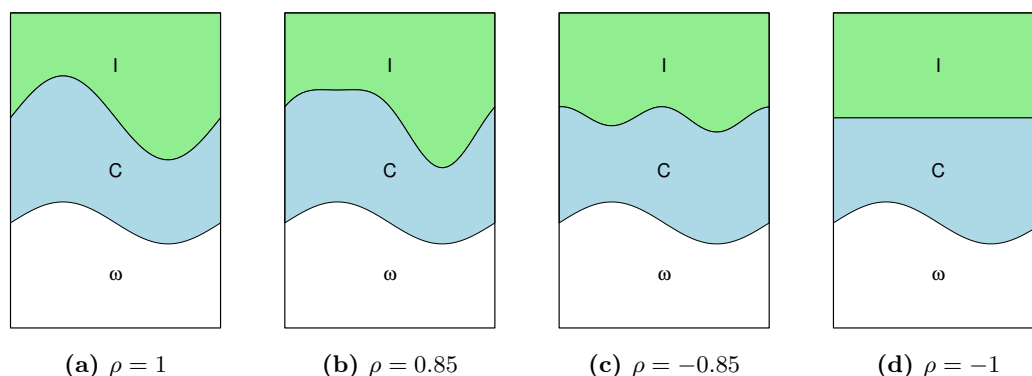 I I I I
C C C C
ω ω ω ω
(a) ρ = 1 (b) ρ = 0.85 (c) ρ = −0.85 (d) ρ = −1